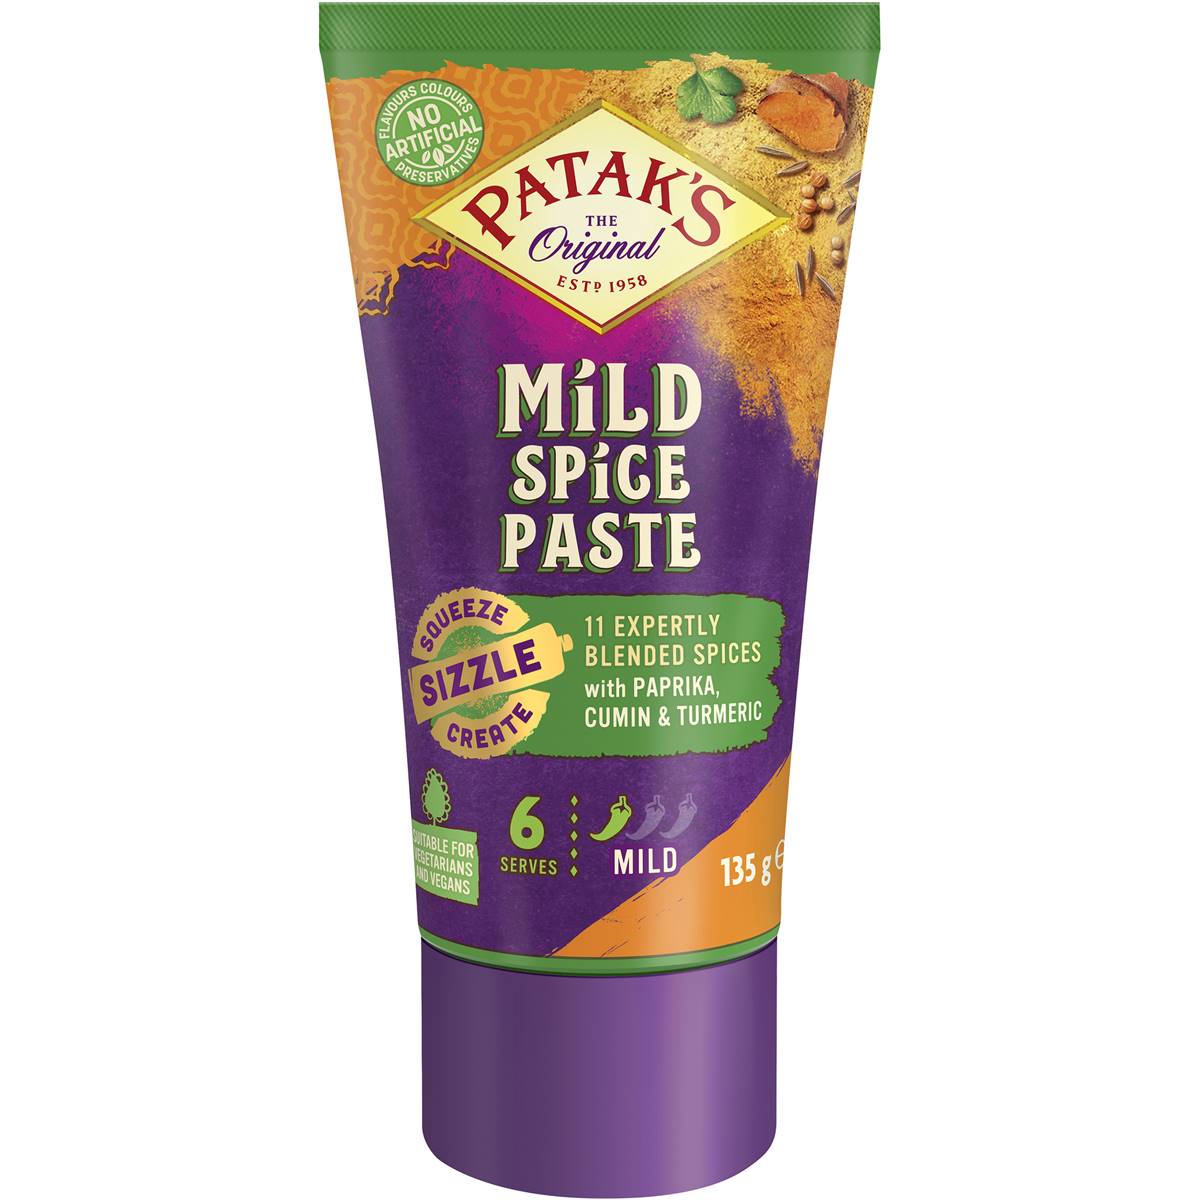 FLAVOURS COLOURS
NO
ARTIFICIAL
PRESERVATIVES
PATAK'S
THE
Original
ESTD 1958
MILD
SPICE
PASTE
SQUEEZE
SIZZLE
CREATE
11 EXPERTLY
BLENDED SPICES
with PAPRIKA,
CUMIN & TURMERIC
SUITABLE FOR
VEGETARIANS
AND VEGANS
6
SERVES
MILD
135 g e